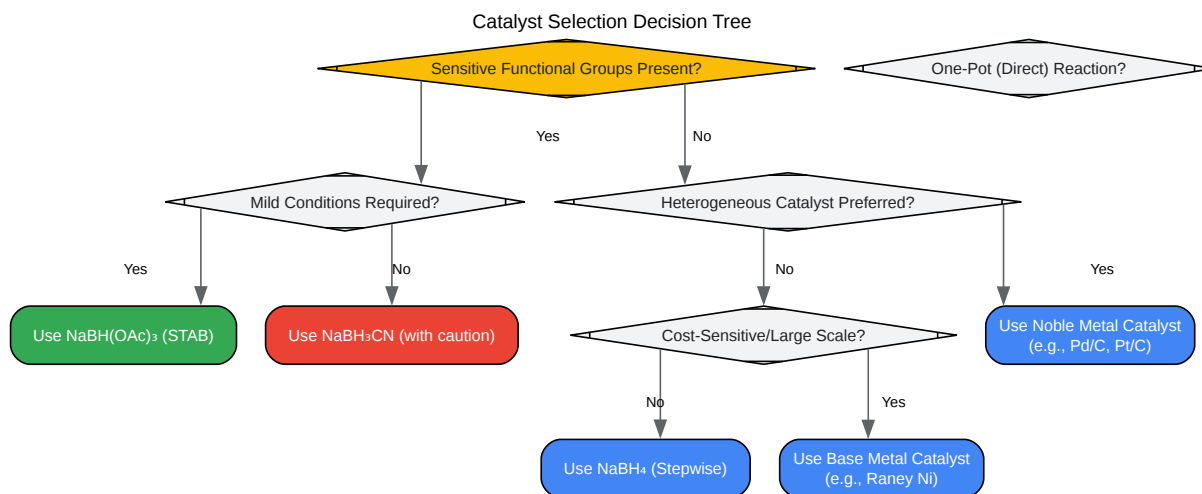 Catalyst Selection Decision Tree
Sensitive Functional Groups Present?
One-Pot (Direct) Reaction?
Yes
No
Mild Conditions Required?
Heterogeneous Catalyst Preferred?
Yes
No
No
Yes
Use NaBH(OAc)₃ (STAB)
Use NaBH₃CN (with caution)
Cost-Sensitive/Large Scale?
Use Noble Metal Catalyst
(e.g., Pd/C, Pt/C)
No
Yes
Use NaBH₄ (Stepwise)
Use Base Metal Catalyst
(e.g., Raney Ni)